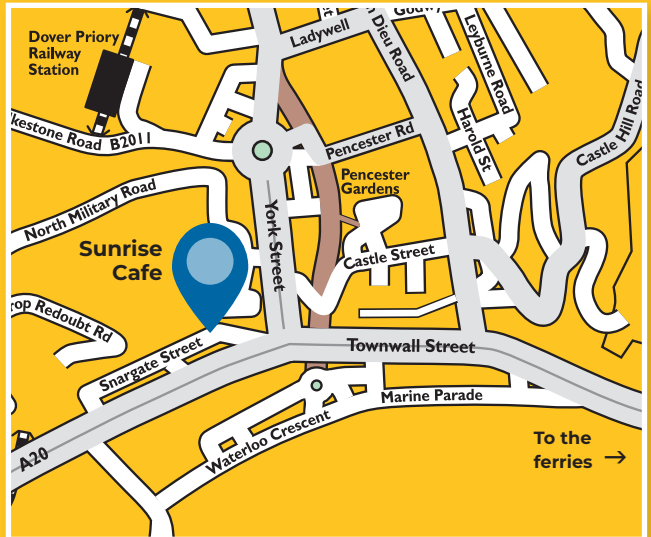 Dover Priory
Railway
Station
Ladywell
Leyburne Road
Dieu Road
Castle Hill Road
Road B2011
Pencester Rd
Harold St
Pencester
Gardens
North Military Road
York Street
Sunrise
Cafe
Castle Street
Redoubt Rd
Snargate Street
Townwall Street
Marine Parade
Waterloo Crescent
A20
To the
ferries →